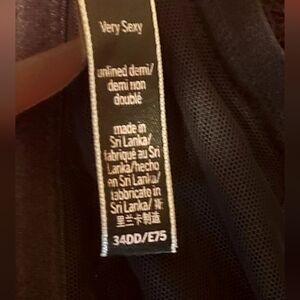 Very Sexy
unlined demi/
demi non
doublé
made in
Sri Lanka/
fabriqué au Sri
Lanka/hecho
en Sri Lanka/
fabbricato in
Sri Lanka/ 斯
里兰卡制造
34DD/E75